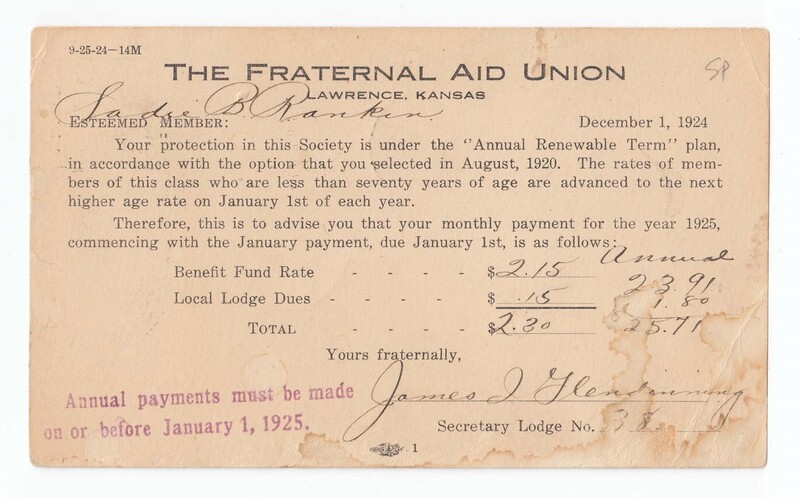 9-25-24—14M
THE FRATERNAL AID UNION
SP
LAWRENCE, KANSAS
Sadie B. Rankin.
ESTEEMED MEMBER: December 1, 1924
Your protection in this Society is under the "Annual Renewable Term" plan,
in accordance with the option that you selected in August, 1920. The rates of mem-
bers of this class who are less than seventy years of age are advanced to the next
higher age rate on January 1st of each year.
Therefore, this is to advise you that your monthly payment for the year 1925,
commencing with the January payment, due January 1st, is as follows:
Annual
Benefit Fund Rate - - - - $2.15 23.91
Local Lodge Dues - - - - $ .15 1.80
TOTAL - - - - $2.30 25.71
Yours fraternally,
James I Glendinning
Annual payments must be made
on or before January 1, 1925.
Secretary Lodge No. 38.
1